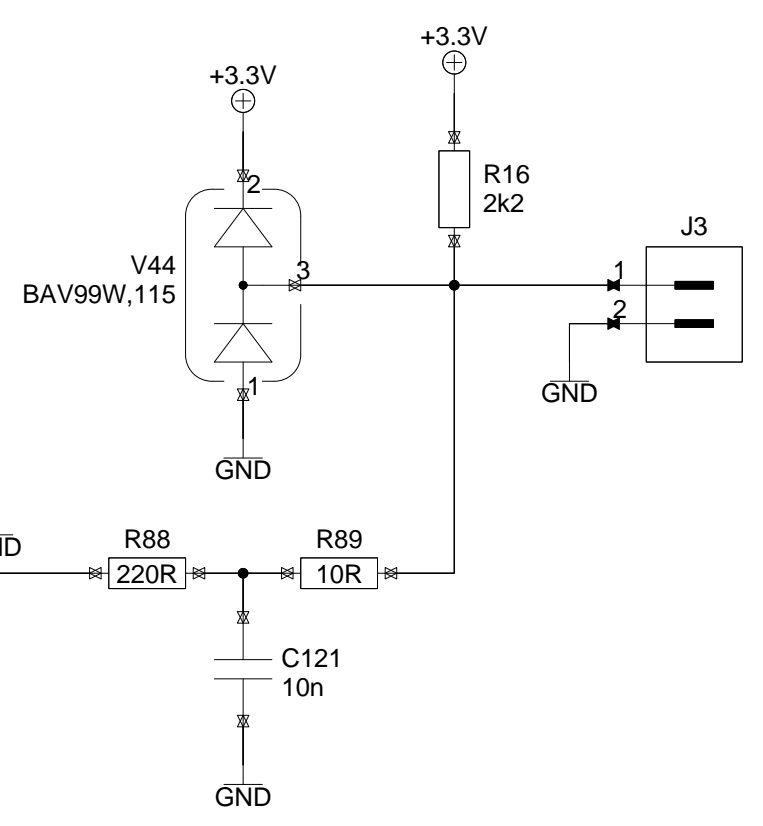 +3.3V
+3.3V
2
R16
2k2
J3
V44
BAV99W,115
3
1
2
1
GND
GND
R88
220R
R89
10R
C121
10n
GND